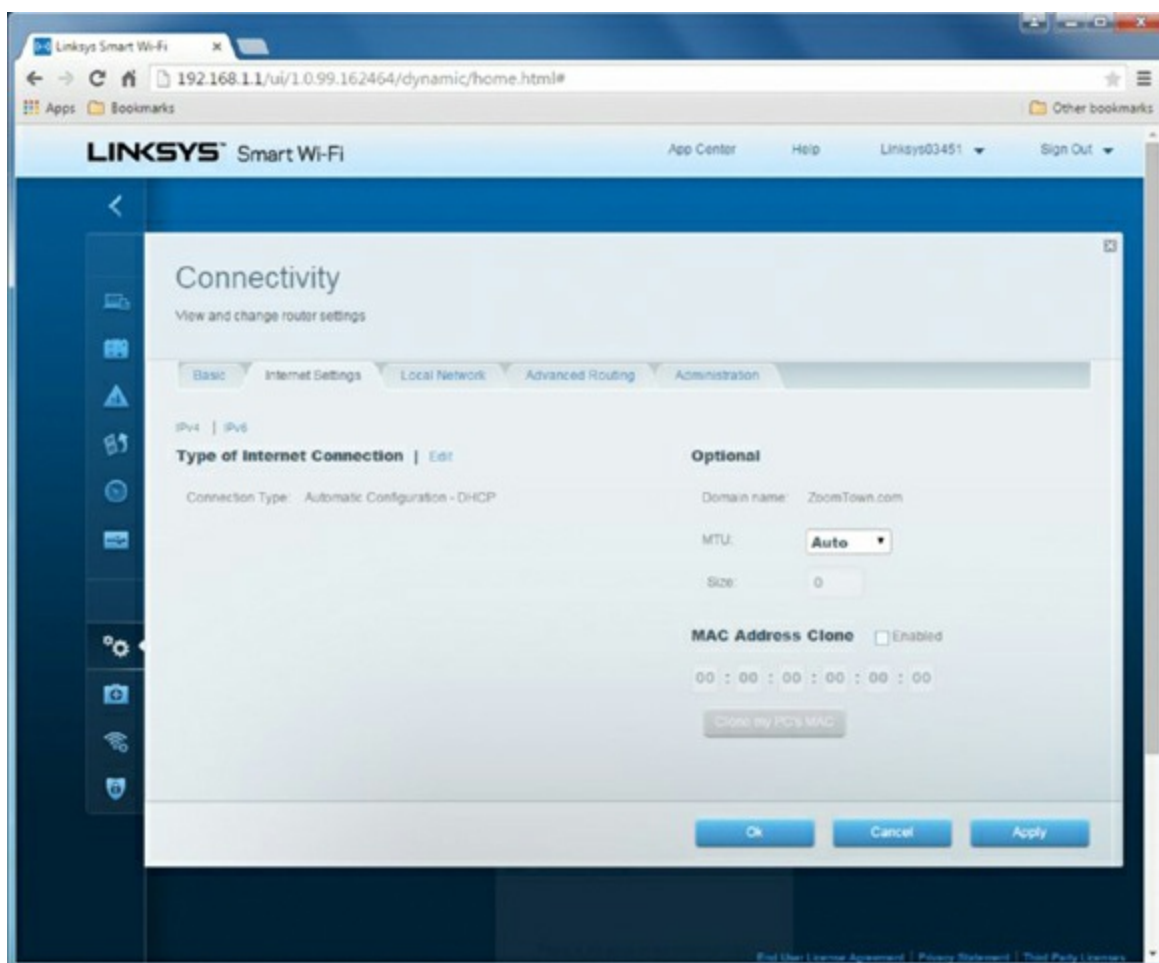 Linksys Smart Wi-Fi
192.168.1.1/ui/1.0.99.162464/dynamic/home.html#
Apps Bookmarks Other bookmarks
LINKSYS Smart Wi-Fi App Center Help Linksys03451 Sign Out
Connectivity
View and change router settings
Basic Internet Settings Local Network Advanced Routing Administration
IPv4 | IPv6
Type of Internet Connection | Edit
Connection Type: Automatic Configuration - DHCP
Optional
Domain name: ZoomTown.com
MTU: Auto
Size: 0
MAC Address Clone Enabled
00 : 00 : 00 : 00 : 00 : 00
Clone my PC's MAC
Ok Cancel Apply
End User License Agreement | Privacy Statement | Third Party Licenses